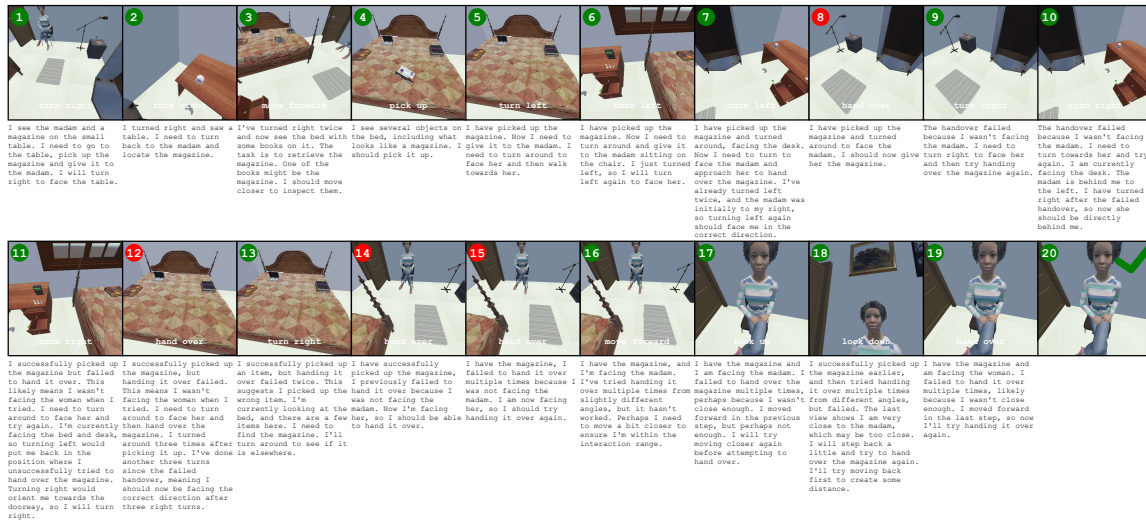 1
turn right
I see the madam and a
magazine on the small
table. I need to go to
the table, pick up the
magazine and give it to
the madam. I will turn
right to face the table.
2
turn right
I turned right and saw a
table. I need to turn
back to the madam and
locate the magazine.
3
move forward
I've turned right twice
and now see the bed with
some books on it. The
task is to retrieve the
magazine. One of the
books might be the
magazine. I should move
closer to inspect them.
4
pick up
I see several objects on
the bed, including what
looks like a magazine. I
should pick it up.
5
turn left
I have picked up the
magazine. Now I need to
give it to the madam. I
need to turn around to
face her and then walk
towards her.
6
turn left
I have picked up the
magazine. Now I need to
turn around and give it
to the madam sitting on
the chair. I just turned
left, so I will turn
left again to face her.
7
turn left
I have picked up the
magazine and turned
around, facing the desk.
Now I need to turn to
face the madam and
approach her to hand
over the magazine. I've
already turned left
twice, and the madam was
initially to my right,
so turning left again
should face me in the
correct direction.
8
hand over
I have picked up the
magazine and turned
around to face the
madam. I should now give
her the magazine.
9
turn right
The handover failed
because I wasn't facing
the madam. I need to
turn right to face her
and then try handing
over the magazine again.
10
turn right
The handover failed
because I wasn't facing
the madam. I need to
turn towards her and try
again. I am currently
facing the desk. The
madam is behind me to
the left. I have turned
right after the failed
handover, so now she
should be directly
behind me.
11
turn right
I successfully picked up
the magazine but failed
to hand it over. This
likely means I wasn't
facing the woman when I
tried. I need to turn
around to face her and
try again. I'm currently
facing the bed and desk,
so turning left would
put me back in the
position where I
unsuccessfully tried to
hand over the magazine.
Turning right would
orient me towards the
doorway, so I will turn
right.
12
hand over
I successfully picked up
the magazine, but
handing it over failed.
This means I wasn't
facing the woman when I
tried. I need to turn
around to face her and
then hand over the
magazine. I turned
around three times after
picking it up. I've done
another three turns
since the failed
handover, meaning I
should now be facing the
correct direction after
three right turns.
13
turn right
I successfully picked up
an item, but handing it
over failed twice. This
suggests I picked up the
wrong item. I'm
currently looking at the
bed, and there are a few
items here. I need to
find the magazine. I'll
turn around to see if it
is elsewhere.
14
hand over
I have successfully
picked up the magazine,
I previously failed to
hand it over because I
was not facing the
madam. Now I'm facing
her, so I should be able
to hand it over.
15
hand over
I have the magazine, I
failed to hand it over
multiple times because I
was not facing the
madam. I am now facing
her, so I should try
handing it over again.
16
move forward
I have the magazine, and
I'm facing the madam.
I've tried handing it
over multiple times from
slightly different
angles, but it hasn't
worked. Perhaps I need
to move a bit closer to
ensure I'm within the
interaction range.
17
look up
I have the magazine and
I am facing the madam. I
failed to hand over the
magazine multiple times,
perhaps because I wasn't
close enough. I moved
forward in the previous
step, but perhaps not
enough. I will try
moving closer again
before attempting to
hand over.
18
look down
I successfully picked up
the magazine earlier,
and then tried handing
it over multiple times
from different angles,
but failed. The last
view shows I am very
close to the madam,
which may be too close.
I will step back a
little and try to hand
over the magazine again.
I'll try moving back
first to create some
distance.
19
hand over
I have the magazine and
am facing the woman. I
failed to hand it over
multiple times, likely
because I wasn't close
enough. I moved forward
in the last step, so now
I'll try handing it over
again.
20